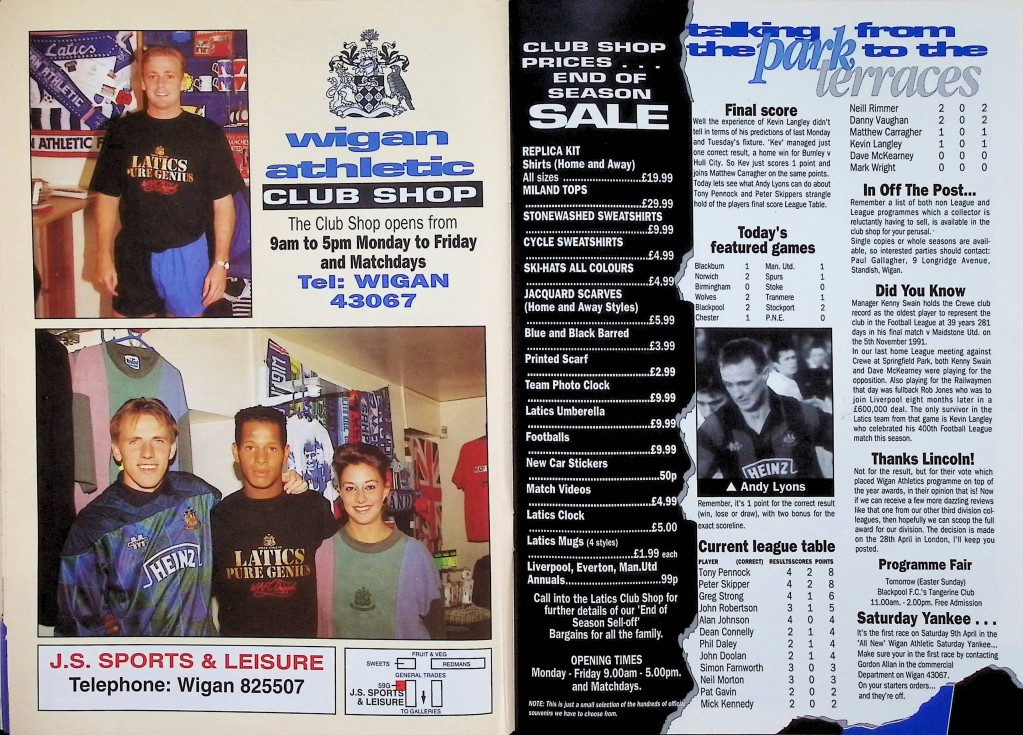 Latics
N ATHLETIC F
LATICS
PURE GENIUS
wigan
athletic
CLUB SHOP
The Club Shop opens from
9am to 5pm Monday to Friday
and Matchdays
Tel: WIGAN
43067
WIGAN
HEINZ
LATICS
PURE GENIUS
J.S. SPORTS & LEISURE
Telephone: Wigan 825507
FRUIT & VEG
SWEETS
REDMANS
GENERAL TRADES
59G
J.S. SPORTS
& LEISURE
TO GALLERIES
CLUB SHOP
PRICES . . .
END OF
SEASON
SALE
REPLICA KIT
Shirts (Home and Away)
All sizes ..............................£19.99
MILAND TOPS
..............................£29.99
STONEWASHED SWEATSHIRTS
..............................£9.99
CYCLE SWEATSHIRTS
..............................£4.99
SKI-HATS ALL COLOURS
..............................£4.99
JACQUARD SCARVES
(Home and Away Styles)
..............................£5.99
Blue and Black Barred
..............................£3.99
Printed Scarf
..............................£2.99
Team Photo Clock
..............................£9.99
Latics Umberella
..............................£9.99
Footballs
..............................£9.99
New Car Stickers
..............................50p
Match Videos
..............................£4.99
Latics Clock
..............................£5.00
Latics Mugs (4 styles)
..............................£1.99 each
Liverpool, Everton, Man.Utd
Annuals..............................99p
Call into the Latics Club Shop for
further details of our 'End of
Season Sell-off'
Bargains for all the family.
OPENING TIMES
Monday - Friday 9.00am - 5.00pm.
and Matchdays.
NOTE: This is just a small selection of the hundreds of official
souvenirs we have to choose from.
talking from
the park to the
terraces
Final score
Well the experience of Kevin Langley didn't
tell in terms of his predictions of last Monday
and Tuesday's fixture. 'Kev' managed just
one correct result, a home win for Burnley v
Hull City. So Kev just scores 1 point and
joins Matthew Carragher on the same points.
Today lets see what Andy Lyons can do about
Tony Pennock and Peter Skippers strangle
hold of the players final score League Table.
Today's
featured games
Blackburn 1 Man. Utd. 1
Norwich 2 Spurs 1
Birmingham 0 Stoke 0
Wolves 2 Tranmere 1
Blackpool 2 Stockport 2
Chester 1 P.N.E. 0
HEINZ
▲ Andy Lyons
Remember, it's 1 point for the correct result
(win, lose or draw), with two bonus for the
exact scoreline.
Current league table
PLAYER (CORRECT) RESULTS SCORES POINTS
Tony Pennock 4 2 8
Peter Skipper 4 2 8
Greg Strong 4 1 6
John Robertson 3 1 5
Alan Johnson 4 0 4
Dean Connelly 2 1 4
Phil Daley 2 1 4
John Doolan 2 1 4
Simon Farnworth 3 0 3
Neil Morton 3 0 3
Pat Gavin 2 0 2
Mick Kennedy 2 0 2
Neill Rimmer 2 0 2
Danny Vaughan 2 0 2
Matthew Carragher 1 0 1
Kevin Langley 1 0 1
Dave McKearney 0 0 0
Mark Wright 0 0 0
In Off The Post...
Remember a list of both non League and
League programmes which a collector is
reluctantly having to sell, is available in the
club shop for your perusal.
Single copies or whole seasons are avail-
able, so interested parties should contact:
Paul Gallagher, 9 Longridge Avenue,
Standish, Wigan.
Did You Know
Manager Kenny Swain holds the Crewe club
record as the oldest player to represent the
club in the Football League at 39 years 281
days in his final match v Maidstone Utd. on
the 5th November 1991.
In our last home League meeting against
Crewe at Springfield Park, both Kenny Swain
and Dave McKearney were playing for the
opposition. Also playing for the Railwaymen
that day was fullback Rob Jones who was to
join Liverpool eight months later in a
£600,000 deal. The only survivor in the
Latics team from that game is Kevin Langley
who celebrated his 400th Football League
match this season.
Thanks Lincoln!
Not for the result, but for their vote which
placed Wigan Athletics programme on top of
the year awards, in their opinion that is! Now
if we can receive a few more dazzling reviews
like that one from our other third division col-
leagues, then hopefully we can scoop the full
award for our division. The decision is made
on the 28th April in London, I'll keep you
posted.
Programme Fair
Tomorrow (Easter Sunday)
Blackpool F.C.'s Tangerine Club
11.00am. - 2.00pm. Free Admission
Saturday Yankee . . .
It's the first race on Saturday 9th April in the
'All New' Wigan Athletic Saturday Yankee...
Make sure your in the first race by contacting
Gordon Allan in the commercial
Department on Wigan 43067.
On your starters orders...
and they're off.